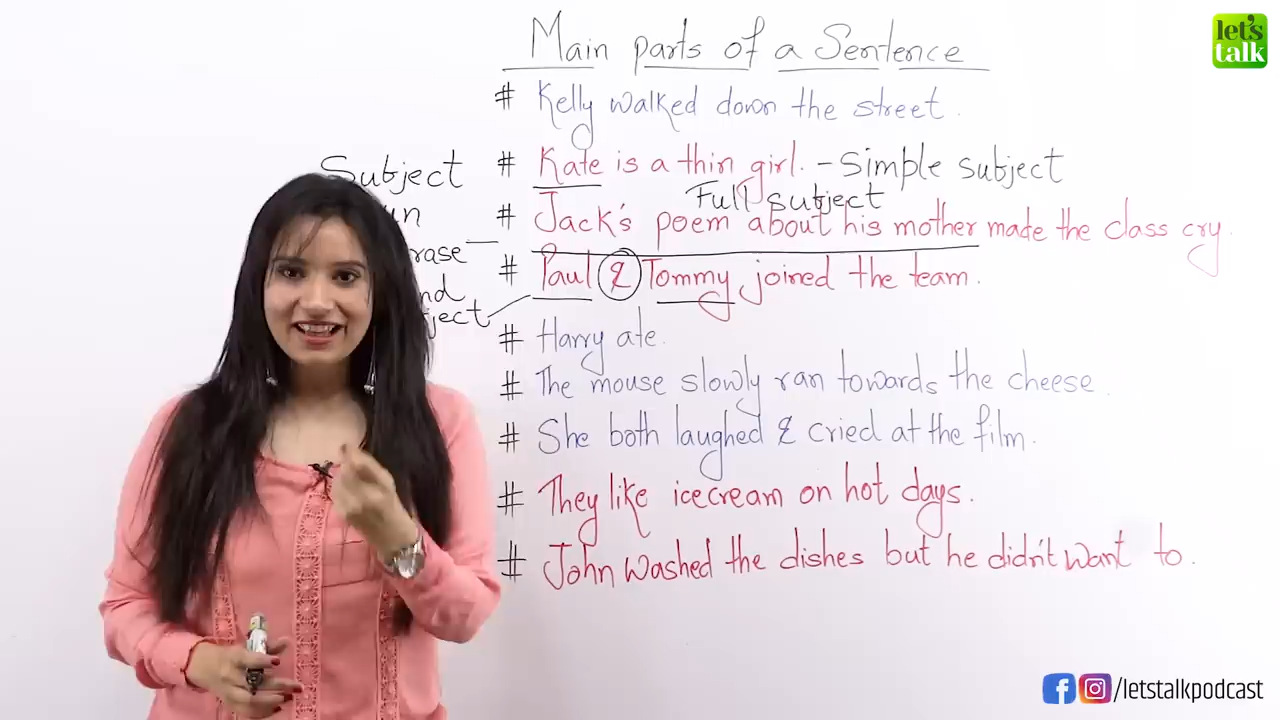 let's
talk
Main parts of a Sentence
# Kelly walked down the street.
# Kate is a thin girl. - Simple subject
Full subject
# Jack's poem about his mother made the class cry.
# Paul & Tommy joined the team.
# Harry ate.
# The mouse slowly ran towards the cheese.
# She both laughed & cried at the film.
# They like icecream on hot days.
# John washed the dishes but he didn't want to.
Subject
/letstalkpodcast